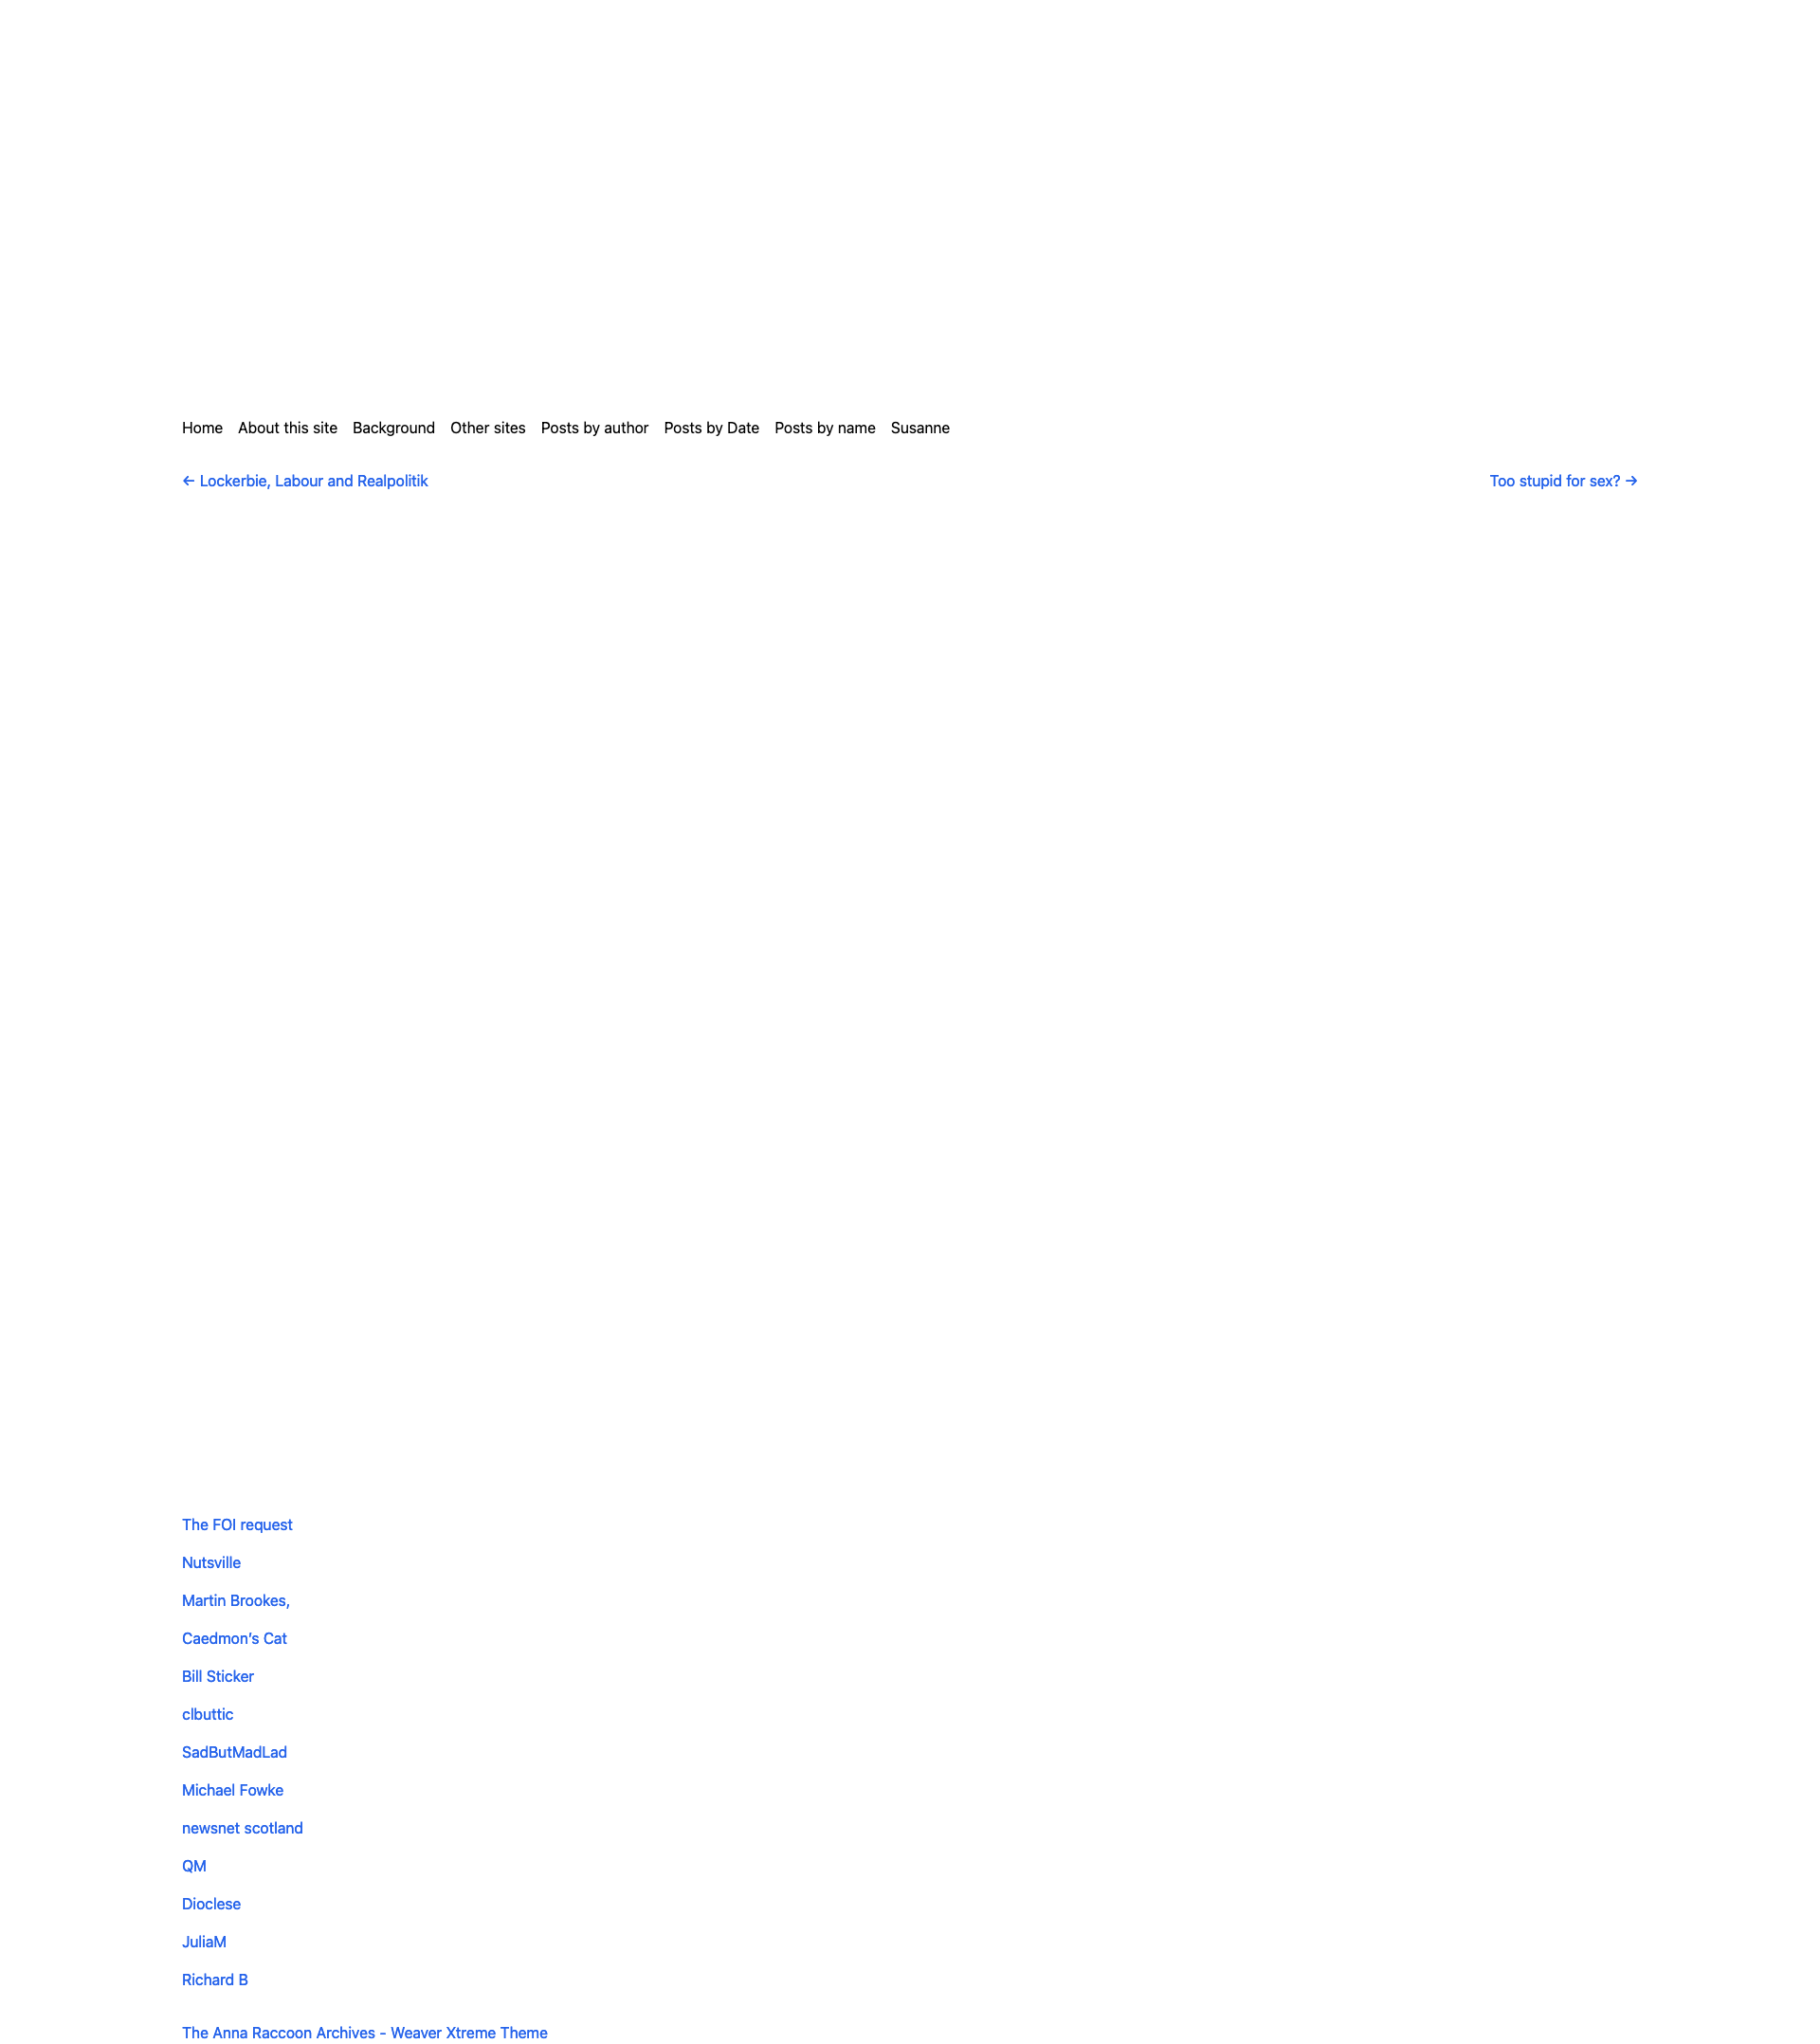 Home About this site Background Other sites Posts by author Posts by Date Posts by name Susanne
← Lockerbie, Labour and Realpolitik Too stupid for sex? →
The FOI request
Nutsville
Martin Brookes,
Caedmon's Cat
Bill Sticker
clbuttic
SadButMadLad
Michael Fowke
newsnet scotland
QM
Dioclese
JuliaM
Richard B
The Anna Raccoon Archives - Weaver Xtreme Theme